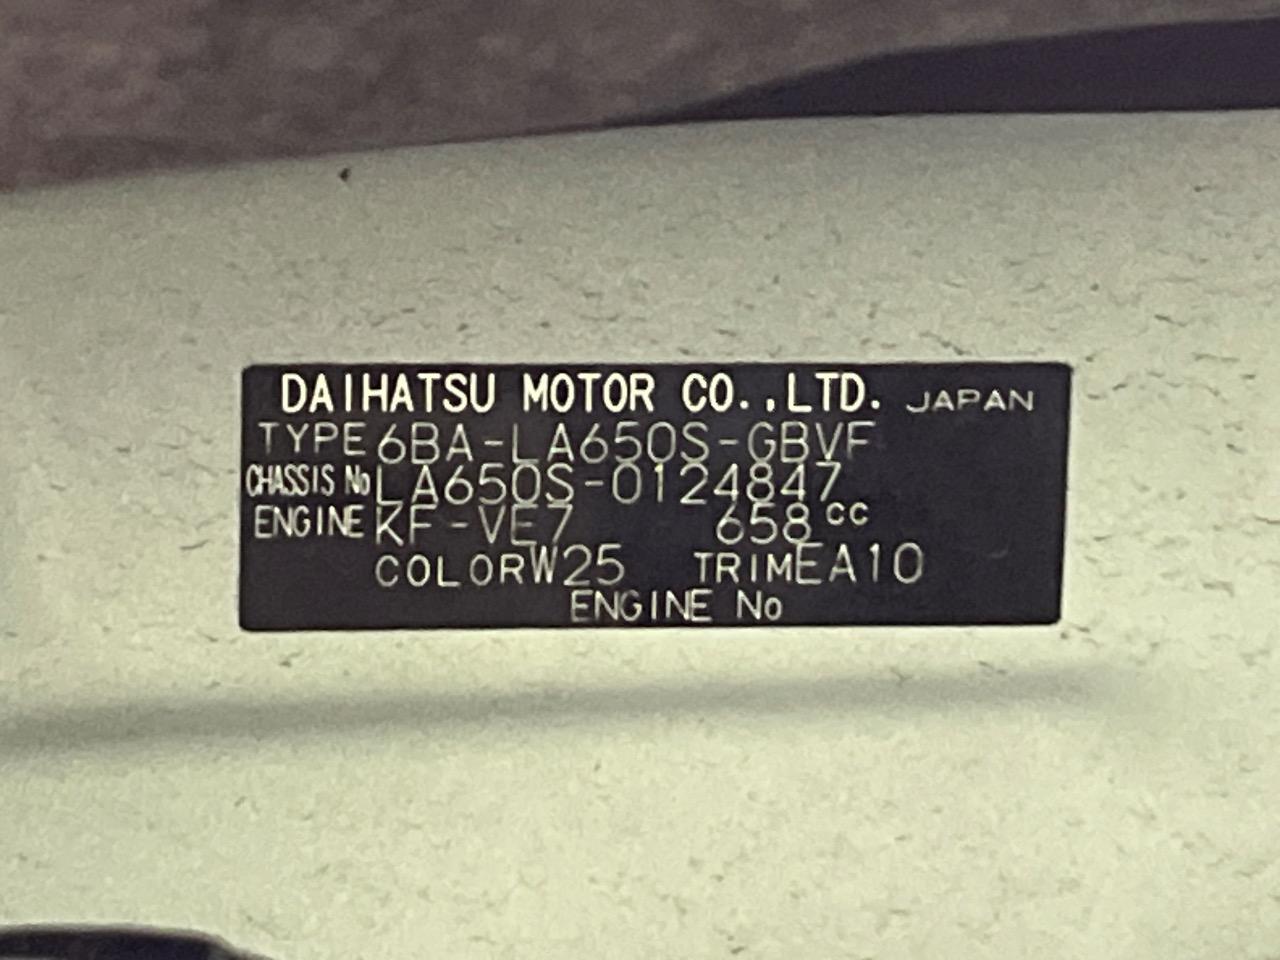 DAIHATSU MOTOR CO.,LTD. JAPAN
TYPE 6BA-LA650S-GBVF
CHASSIS No LA650S-0124847
ENGINE KF-VE7 658cc
COLOR W25 TRIM EA10
ENGINE No